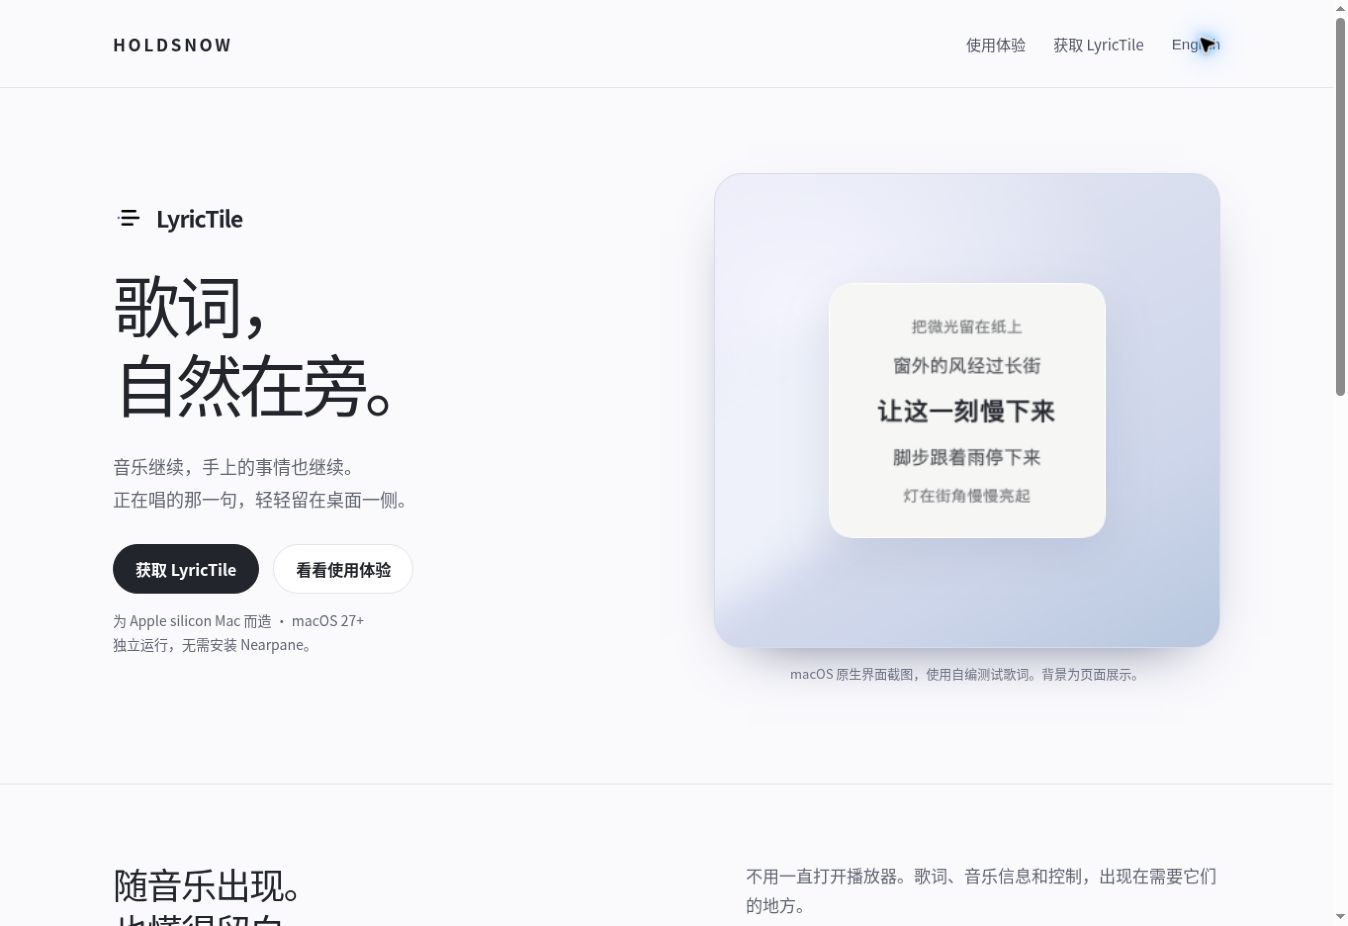 HOLDSNOW
使用体验
获取 LyricTile
LyricTile
歌词，
自然在旁。
音乐继续，手上的事情也继续。
正在唱的那一句，轻轻留在桌面一侧。
获取 LyricTile
看看使用体验
为 Apple silicon Mac 而造 · macOS 27+
独立运行，无需安装 Nearpane。
把微光留在纸上
窗外的风经过长街
让这一刻慢下来
脚步跟着雨停下来
灯在街角慢慢亮起
macOS 原生界面截图，使用自编测试歌词。背景为页面展示。
随音乐出现。
不用一直打开播放器。歌词、音乐信息和控制，出现在需要它们
的地方。